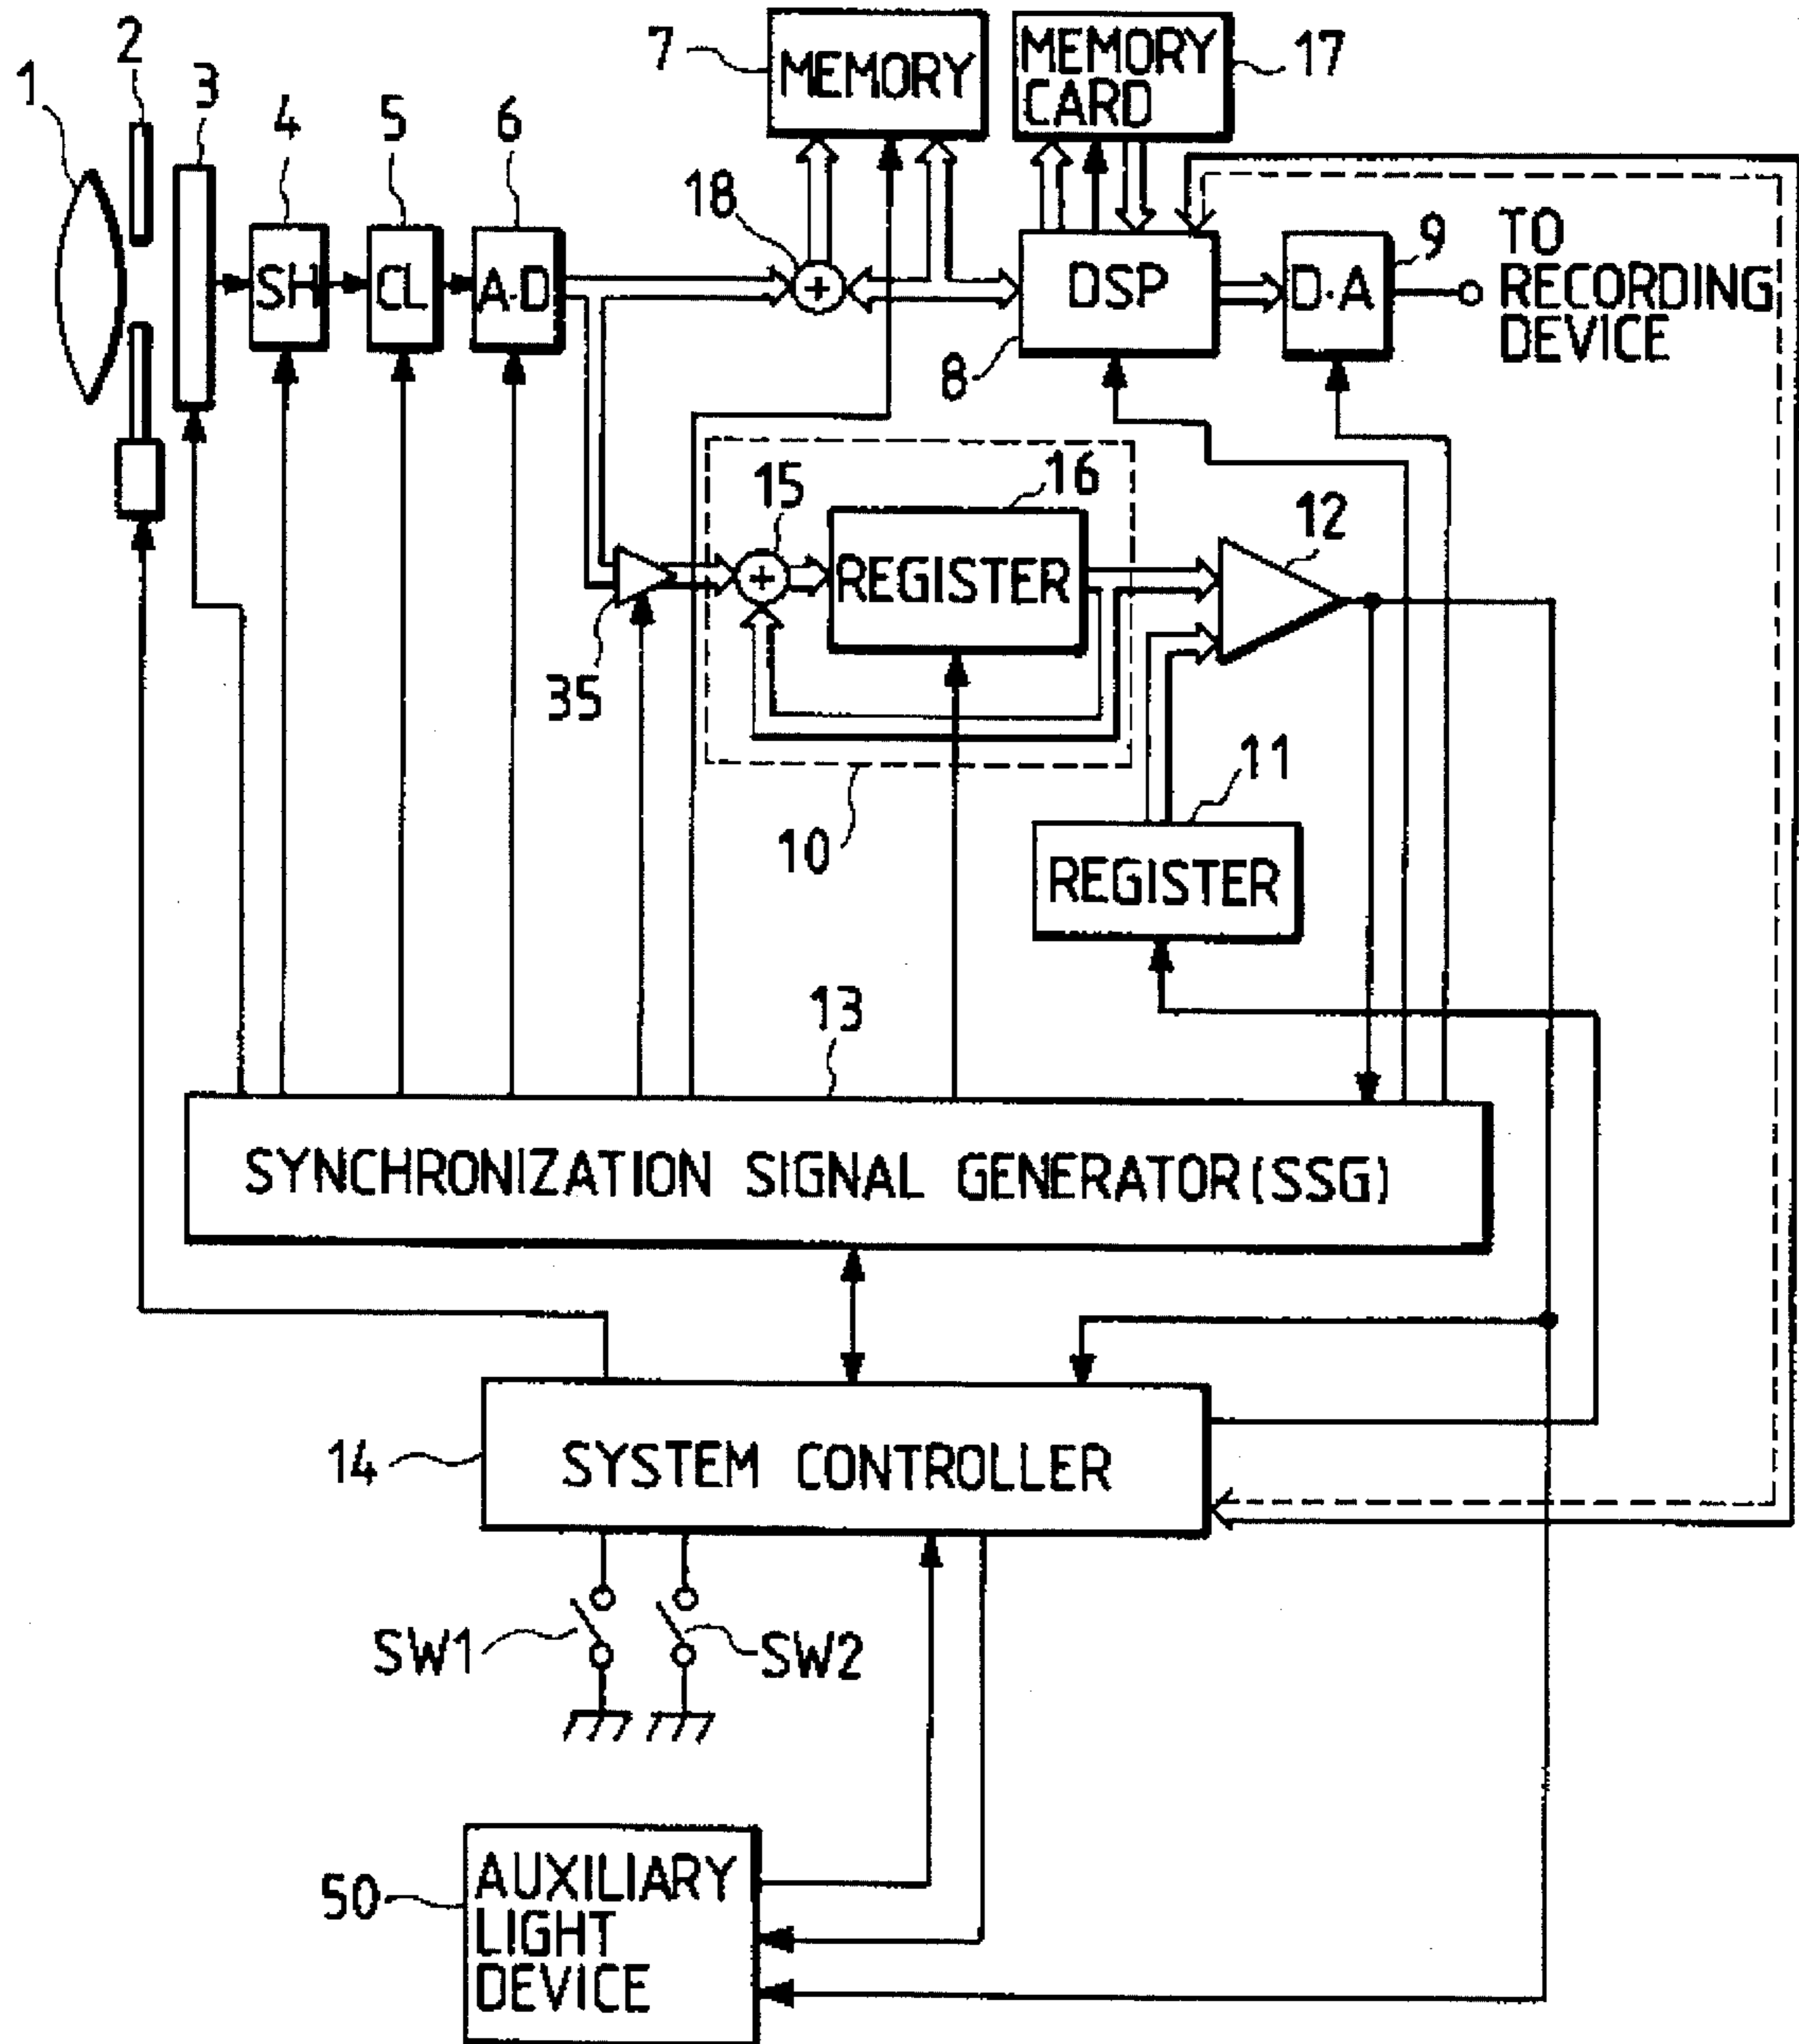 1
2
3
4
5
6
7
MEMORY
MEMORY
CARD
17
18
SH
CL
A·D
DSP
8
D·A
9
TO
RECORDING
DEVICE
15
16
REGISTER
12
35
10
11
REGISTER
13
SYNCHRONIZATION SIGNAL GENERATOR(SSG)
14
SYSTEM CONTROLLER
SW1
SW2
50
AUXILIARY
LIGHT
DEVICE